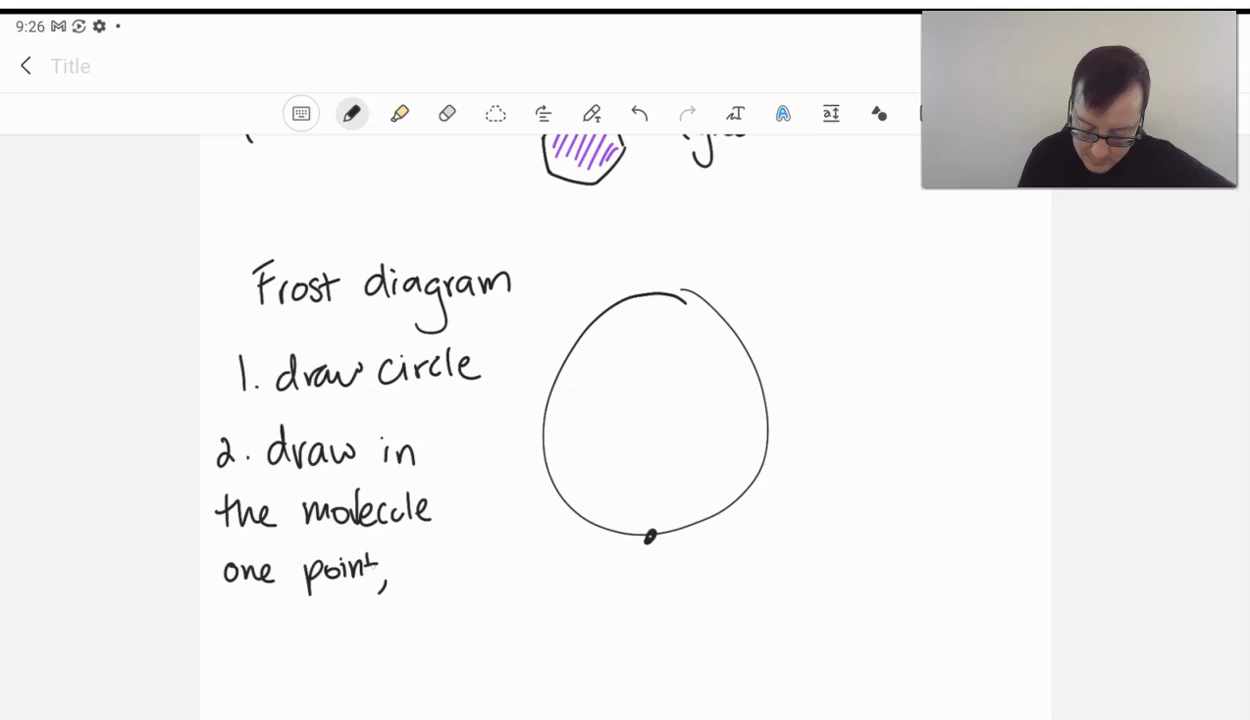 9:26
Title
Frost diagram
1. draw circle
2. draw in
the molecule
one point,